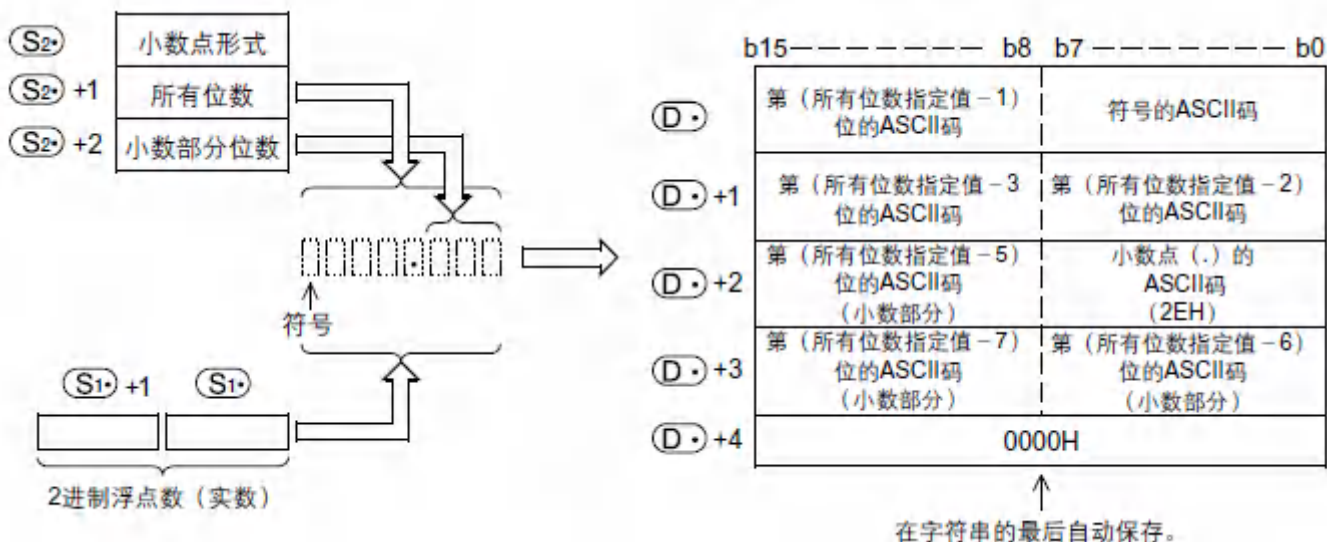 S2• 小数点形式
S2• +1 所有位数
S2• +2 小数部分位数
.
符号
S1• +1 S1•
2进制浮点数（实数）
b15 b8 b7 b0
D• 第（所有位数指定值－1）
位的ASCII码
符号的ASCII码
D• +1 第（所有位数指定值－3
位的ASCII码
第（所有位数指定值－2）
位的ASCII码
D• +2 第（所有位数指定值－5）
位的ASCII码
（小数部分）
小数点（.）的
ASCII码
（2EH）
D• +3 第（所有位数指定值－7）
位的ASCII码
（小数部分）
第（所有位数指定值－6）
位的ASCII码
（小数部分）
D• +4 0000H
在字符串的最后自动保存。